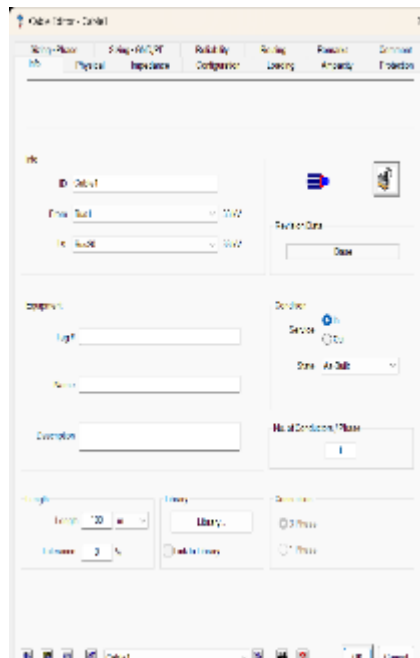 Cable Editor - Cable1
Sizing - Phase Sizing - GND/PE Reliability Routing Remarks Comment
Info Physical Impedance Configuration Loading Ampacity Protection
Info
ID Cable1
From Bus1
To
Revision Data
Base
Equipment
Tag #
Name
Description
Condition
Service In
Out
State As-Built
No. of Conductors / Phase
1
Length
Length 100 m
Tolerance 0 %
Library
Library...
Link to Library
Connection
3 Phase
1 Phase
Cable1
OK Cancel